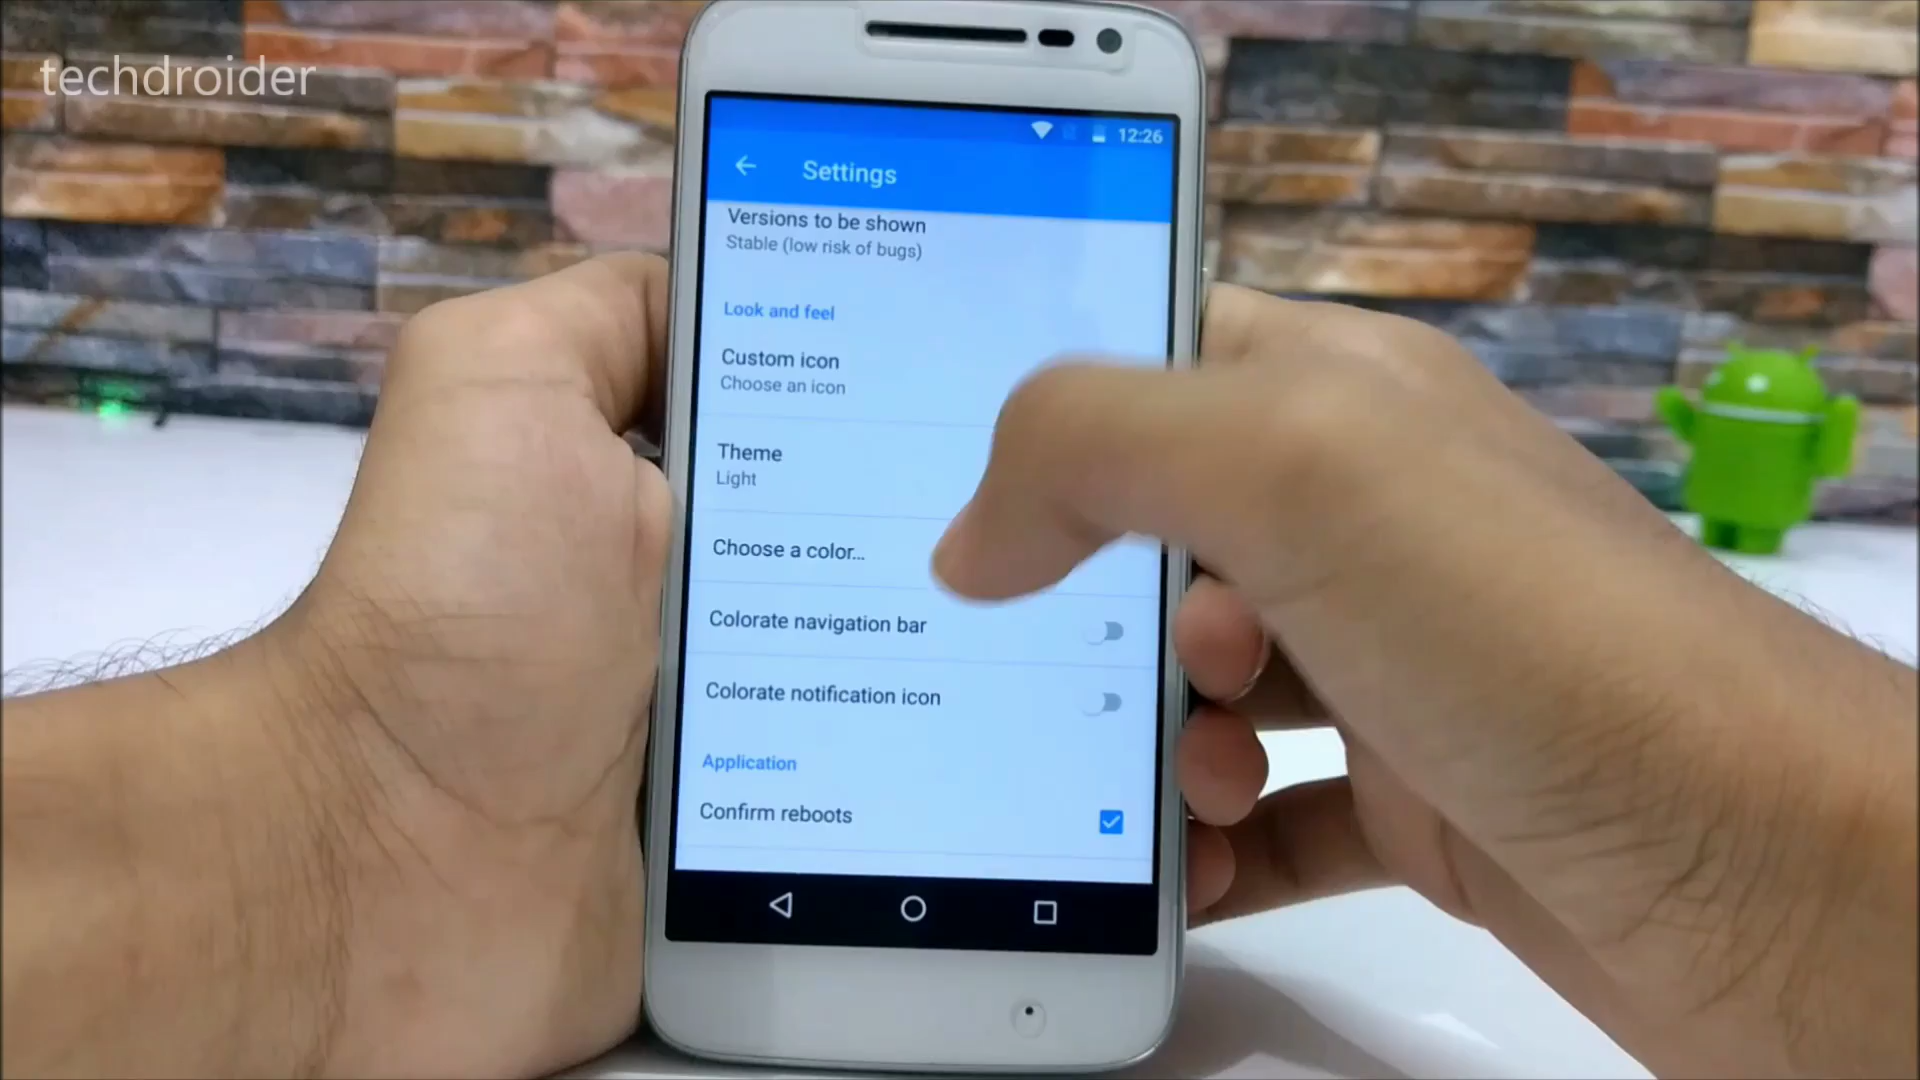 techdroider
12:26
Settings
Versions to be shown
Stable (low risk of bugs)
Look and feel
Custom icon
Choose an icon
Theme
Light
Choose a color...
Colorate navigation bar
Colorate notification icon
Application
Confirm reboots